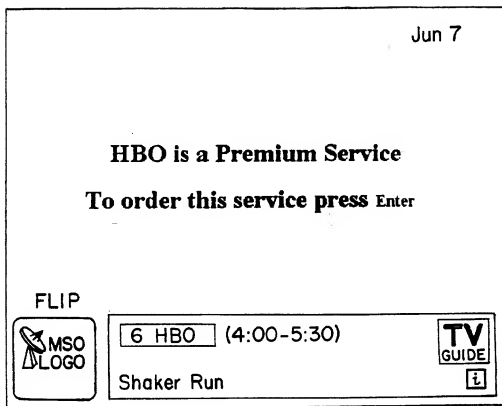 Jun 7
HBO is a Premium Service
To order this service press Enter
FLIP
MSO
LOGO
6 HBO (4:00-5:30)
Shaker Run
TV
GUIDE
i